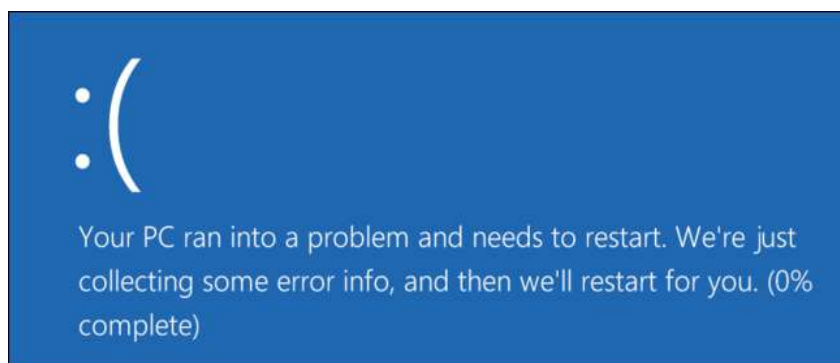 :(
Your PC ran into a problem and needs to restart. We're just
collecting some error info, and then we'll restart for you. (0%
complete)